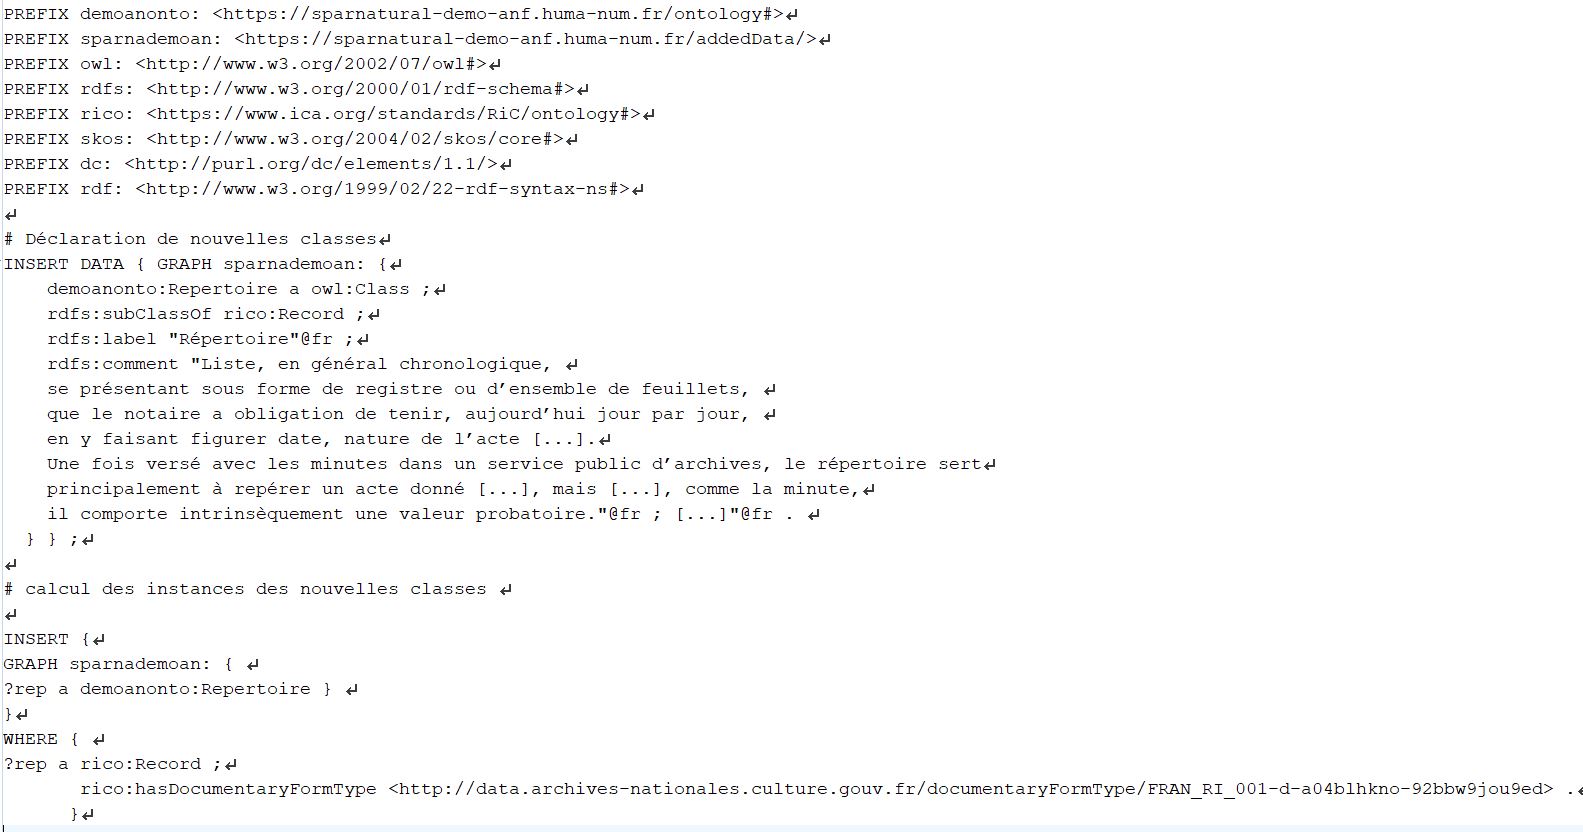 PREFIX demoanonto: <https://sparnatural-demo-anf.huma-num.fr/ontology#>↵
PREFIX sparnademoan: <https://sparnatural-demo-anf.huma-num.fr/addedData/>↵
PREFIX owl: <http://www.w3.org/2002/07/owl#>↵
PREFIX rdfs: <http://www.w3.org/2000/01/rdf-schema#>↵
PREFIX rico: <https://www.ica.org/standards/RiC/ontology#>↵
PREFIX skos: <http://www.w3.org/2004/02/skos/core#>↵
PREFIX dc: <http://purl.org/dc/elements/1.1/>↵
PREFIX rdf: <http://www.w3.org/1999/02/22-rdf-syntax-ns#>↵
↵
# Déclaration de nouvelles classes↵
INSERT DATA { GRAPH sparnademoan: {↵
    demoanonto:Repertoire a owl:Class ;↵
    rdfs:subClassOf rico:Record ;↵
    rdfs:label "Répertoire"@fr ;↵
    rdfs:comment "Liste, en général chronologique, ↵
    se présentant sous forme de registre ou d’ensemble de feuillets, ↵
    que le notaire a obligation de tenir, aujourd’hui jour par jour, ↵
    en y faisant figurer date, nature de l’acte [...].↵
    Une fois versé avec les minutes dans un service public d’archives, le répertoire sert↵
    principalement à repérer un acte donné [...], mais [...], comme la minute,↵
    il comporte intrinsèquement une valeur probatoire."@fr ; [...]"@fr . ↵
  } } ;↵
↵
# calcul des instances des nouvelles classes ↵
↵
INSERT {↵
GRAPH sparnademoan: { ↵
?rep a demoanonto:Repertoire } ↵
}↵
WHERE { ↵
?rep a rico:Record ;↵
       rico:hasDocumentaryFormType <http://data.archives-nationales.culture.gouv.fr/documentaryFormType/FRAN_RI_001-d-a04blhkno-92bbw9jou9ed> .↵
      }↵